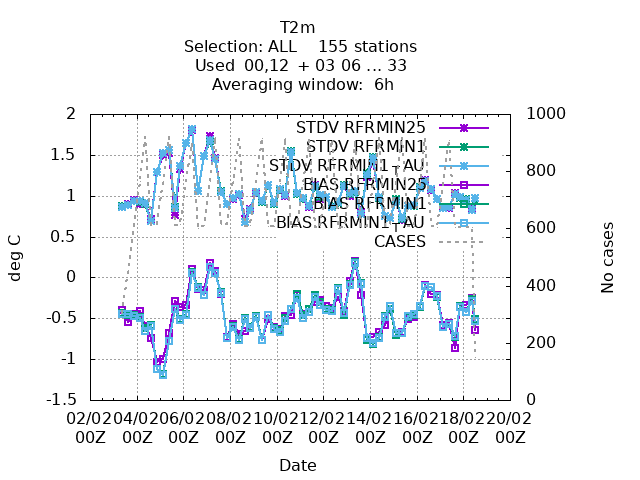 T2m
Selection: ALL 155 stations
Used 00,12 + 03 06 ... 33
Averaging window: 6h
STDV RFRMIN25
STDV RFRMIN1
STDV RFRMIN1-AU
BIAS RFRMIN25
BIAS RFRMIN1
BIAS RFRMIN1-AU
CASES
2
1.5
1
0.5
0
-0.5
-1
-1.5
deg C
1000
800
600
400
200
0
No cases
02/02 04/02 06/02 08/02 10/02 12/02 14/02 16/02 18/02 20/02
00Z 00Z 00Z 00Z 00Z 00Z 00Z 00Z 00Z 00Z
Date